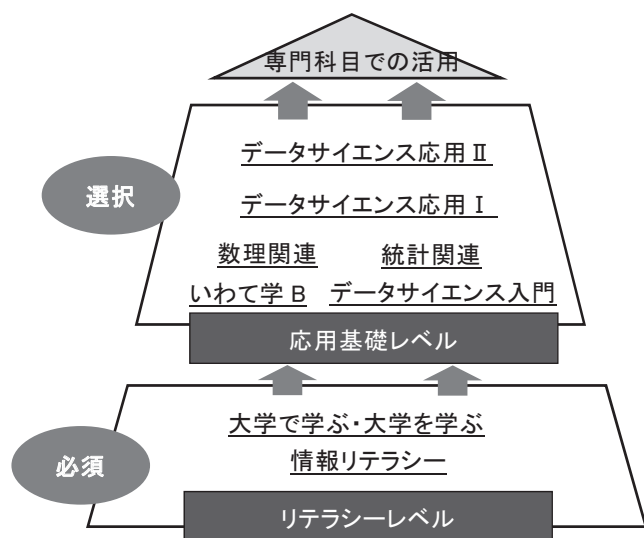 専門科目での活用
データサイエンス応用Ⅱ
選択
データサイエンス応用Ⅰ
数理関連 統計関連
いわて学B データサイエンス入門
応用基礎レベル
大学で学ぶ・大学を学ぶ
必須
情報リテラシー
リテラシーレベル